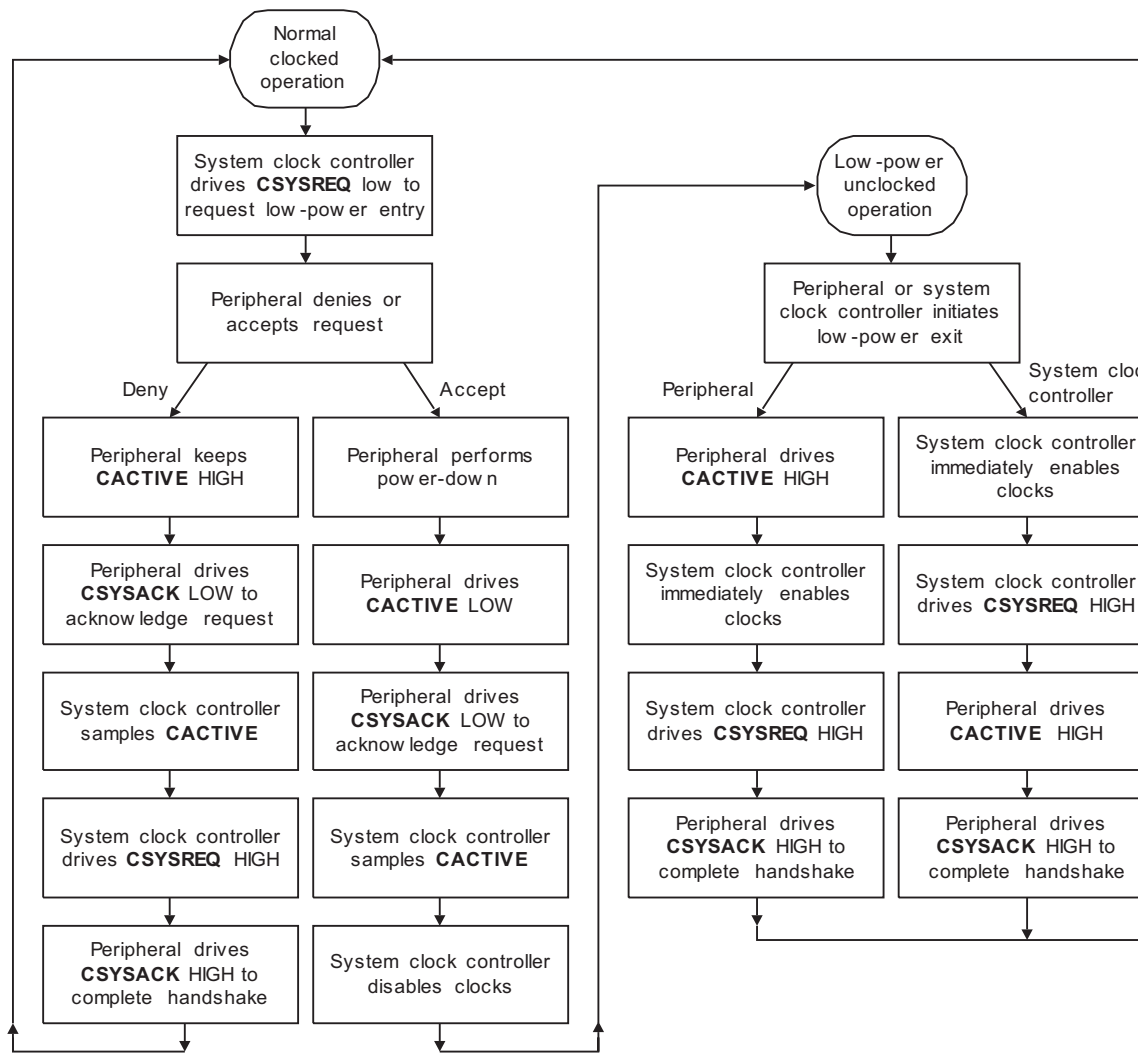 Normal
clocked
operation
System clock controller
drives CSYSREQ low to
request low-power entry
Peripheral denies or
accepts request
Deny
Accept
Peripheral keeps
CACTIVE HIGH
Peripheral drives
CSYSACK LOW to
acknowledge request
System clock controller
samples CACTIVE
System clock controller
drives CSYSREQ HIGH
Peripheral drives
CSYSACK HIGH to
complete handshake
Peripheral performs
power-down
Peripheral drives
CACTIVE LOW
Peripheral drives
CSYSACK LOW to
acknowledge request
System clock controller
samples CACTIVE
System clock controller
disables clocks
Low-power
unclocked
operation
Peripheral or system
clock controller initiates
low-power exit
Peripheral
System
controller
Peripheral drives
CACTIVE HIGH
System clock controller
immediately enables
clocks
System clock controller
drives CSYSREQ HIGH
Peripheral drives
CSYSACK HIGH to
complete handshake
System clock controller
immediately enables
clocks
System clock controller
drives CSYSREQ HIGH
Peripheral drives
CACTIVE HIGH
Peripheral drives
CSYSACK HIGH to
complete handshake